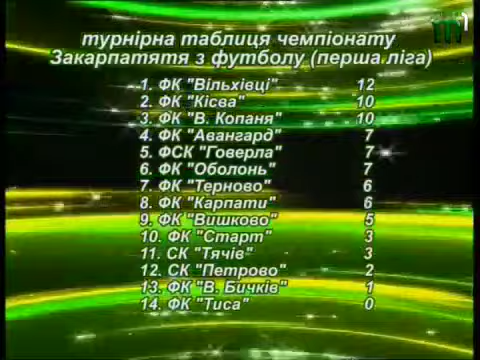 турнірна таблиця чемпіонату
Закарпатятя з футболу (перша ліга)
1. ФК "Вільхівці" 12
2. ФК "Кісва" 10
3. ФК "В. Копаня" 10
4. ФК "Авангард" 7
5. ФСК "Говерла" 7
6. ФК "Оболонь" 7
7. ФК "Терново" 6
8. ФК "Карпати" 6
9. ФК "Вишково" 5
10. ФК "Старт" 3
11. СК "Тячів" 3
12. СК "Петрово" 2
13. ФК "В. Бичків" 1
14. ФК "Тиса" 0